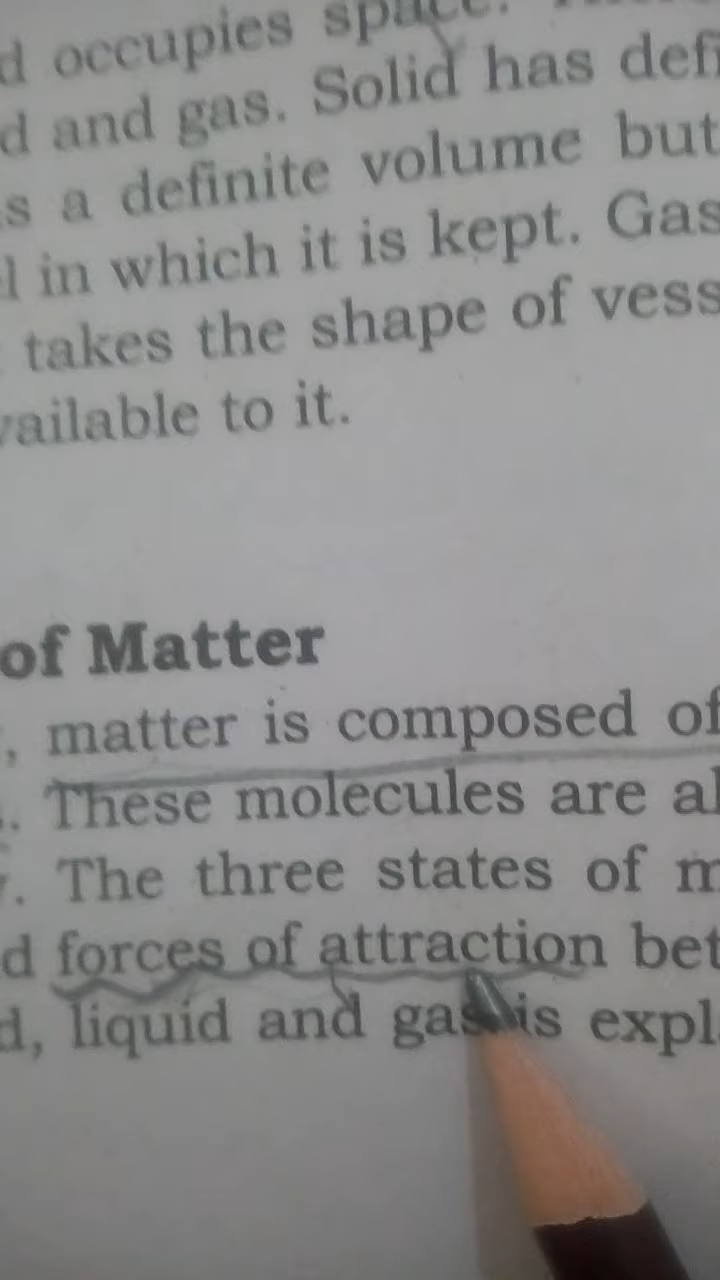 d occupies space.
d and gas. Solid has defi
s a definite volume but
l in which it is kept. Gas
takes the shape of vess
vailable to it.
of Matter
, matter is composed of
. These molecules are al
. The three states of m
d forces of attraction bet
d, liquid and gas is expl